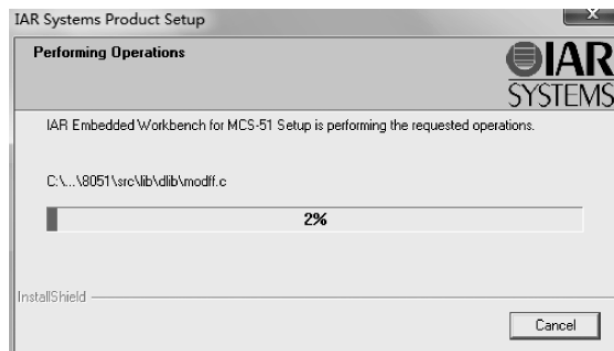 IAR Systems Product Setup
Performing Operations
IAR
SYSTEMS
IAR Embedded Workbench for MCS-51 Setup is performing the requested operations.
C:\...\8051\src\lib\dlib\modff.c
2%
InstallShield
Cancel